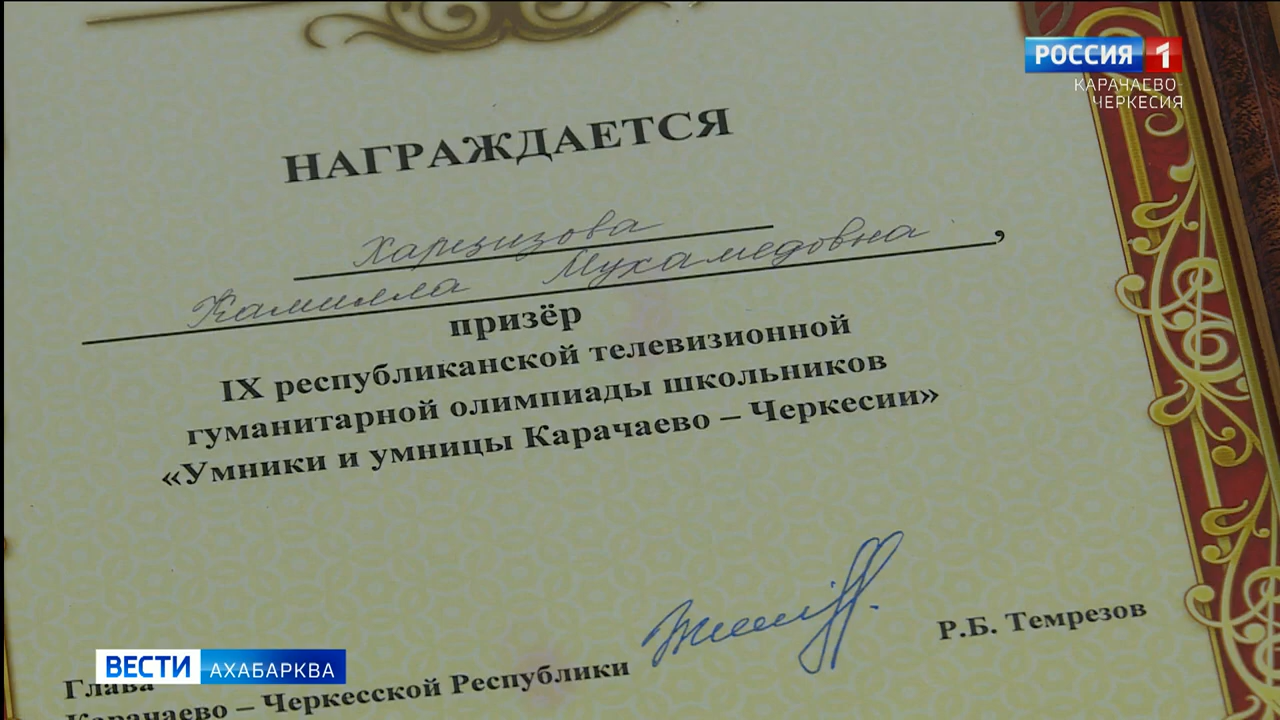 РОССИЯ 1
КАРАЧАЕВО-
ЧЕРКЕСИЯ
НАГРАЖДАЕТСЯ
Харзизова
Камилла Мухамедовна,
призёр
IX республиканской телевизионной
гуманитарной олимпиады школьников
«Умники и умницы Карачаево – Черкесии»
Глава
Карачаево – Черкесской Республики
Р.Б. Темрезов
ВЕСТИ АХАБАРКВА